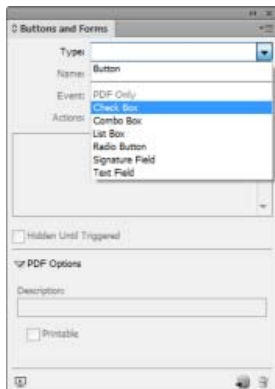 Buttons and Forms
Type:
Button
Name:
Event:
PDF Only
Check Box
Actions:
Combo Box
List Box
Radio Button
Signature Field
Text Field
Hidden Until Triggered
PDF Options
Description:
Printable